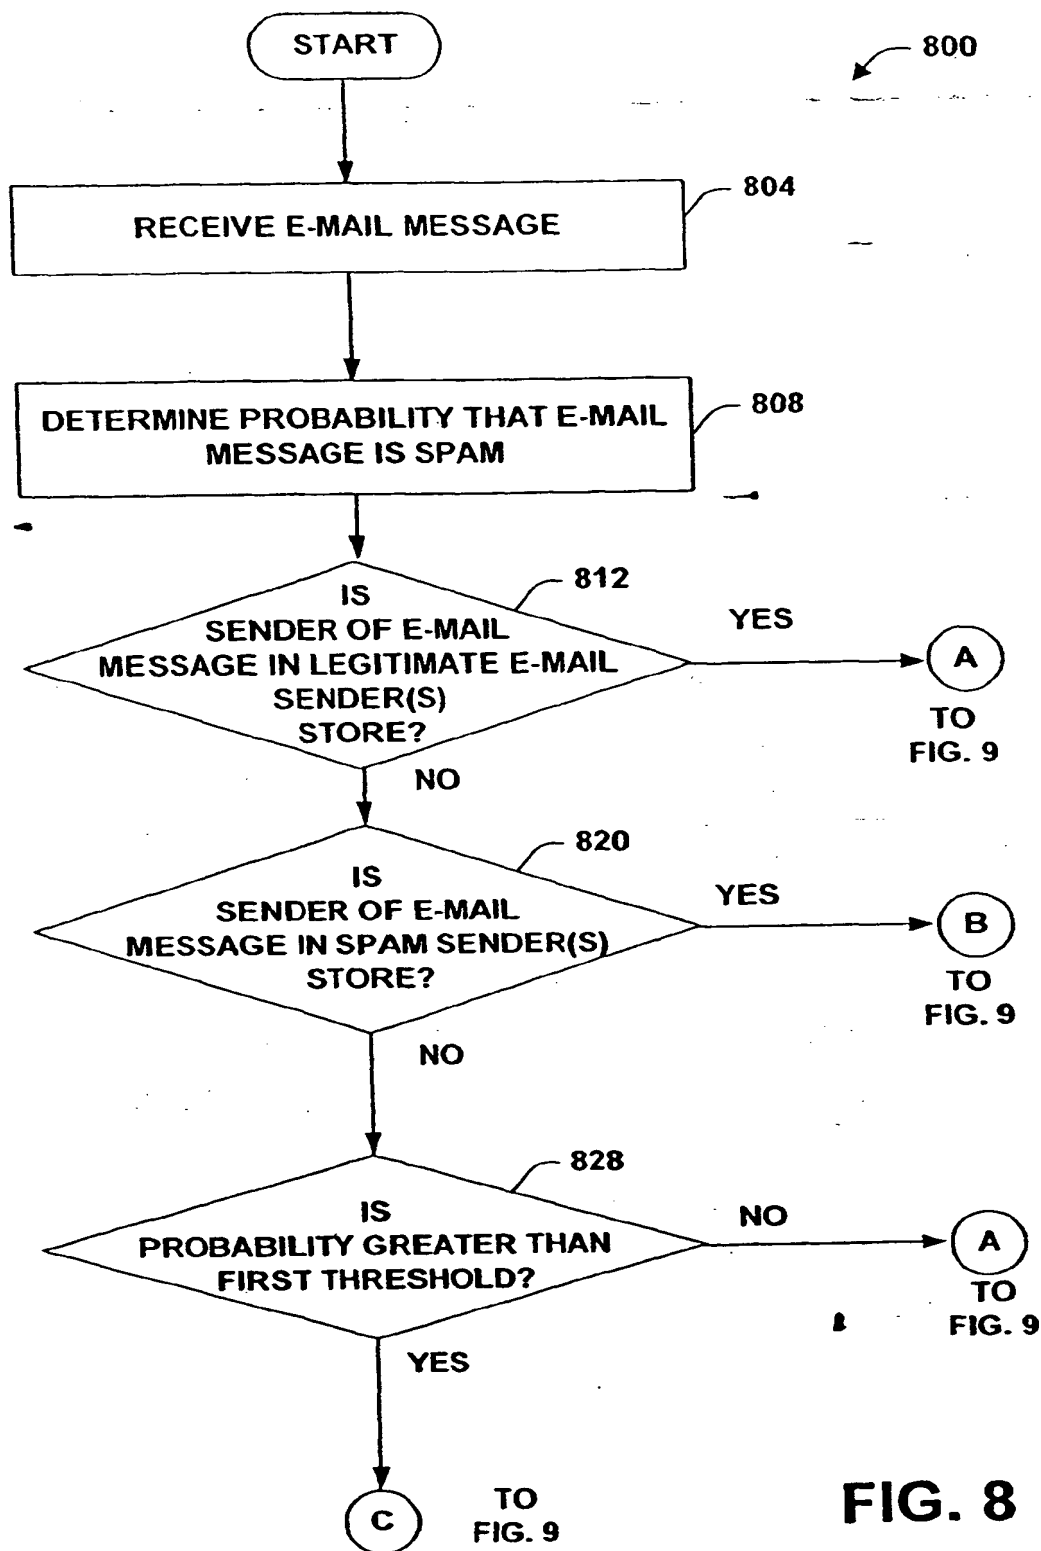 START
800
RECEIVE E-MAIL MESSAGE
804
DETERMINE PROBABILITY THAT E-MAIL
MESSAGE IS SPAM
808
812
IS
SENDER OF E-MAIL
MESSAGE IN LEGITIMATE E-MAIL
SENDER(S)
STORE?
YES
A
TO
FIG. 9
NO
820
IS
SENDER OF E-MAIL
MESSAGE IN SPAM SENDER(S)
STORE?
YES
B
TO
FIG. 9
NO
828
IS
PROBABILITY GREATER THAN
FIRST THRESHOLD?
NO
A
TO
FIG. 9
YES
C
TO
FIG. 9
FIG. 8